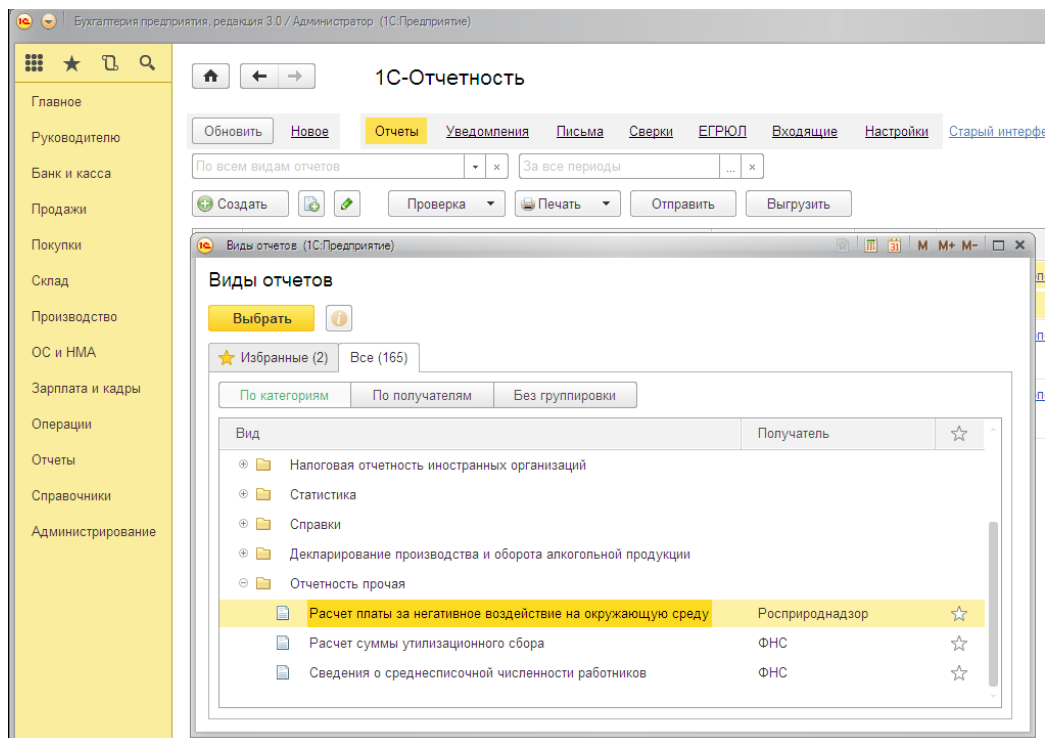 Бухгалтерия предприятия, редакция 3.0 / Администратор (1С:Предприятие)
1С-Отчетность
Главное
Руководителю
Банк и касса
Продажи
Покупки
Склад
Производство
ОС и НМА
Зарплата и кадры
Операции
Отчеты
Справочники
Администрирование
Обновить Новое Отчеты Уведомления Письма Сверки ЕГРЮЛ Входящие Настройки Старый интерфе
По всем видам отчетов За все периоды
Создать Проверка Печать Отправить Выгрузить
Виды отчетов (1С:Предприятие) 31 M M+ M-
Виды отчетов
Выбрать
Избранные (2) Все (165)
По категориям По получателям Без группировки
Вид Получатель
Налоговая отчетность иностранных организаций
Статистика
Справки
Декларирование производства и оборота алкогольной продукции
Отчетность прочая
Расчет платы за негативное воздействие на окружающую среду Росприроднадзор
Расчет суммы утилизационного сбора ФНС
Сведения о среднесписочной численности работников ФНС